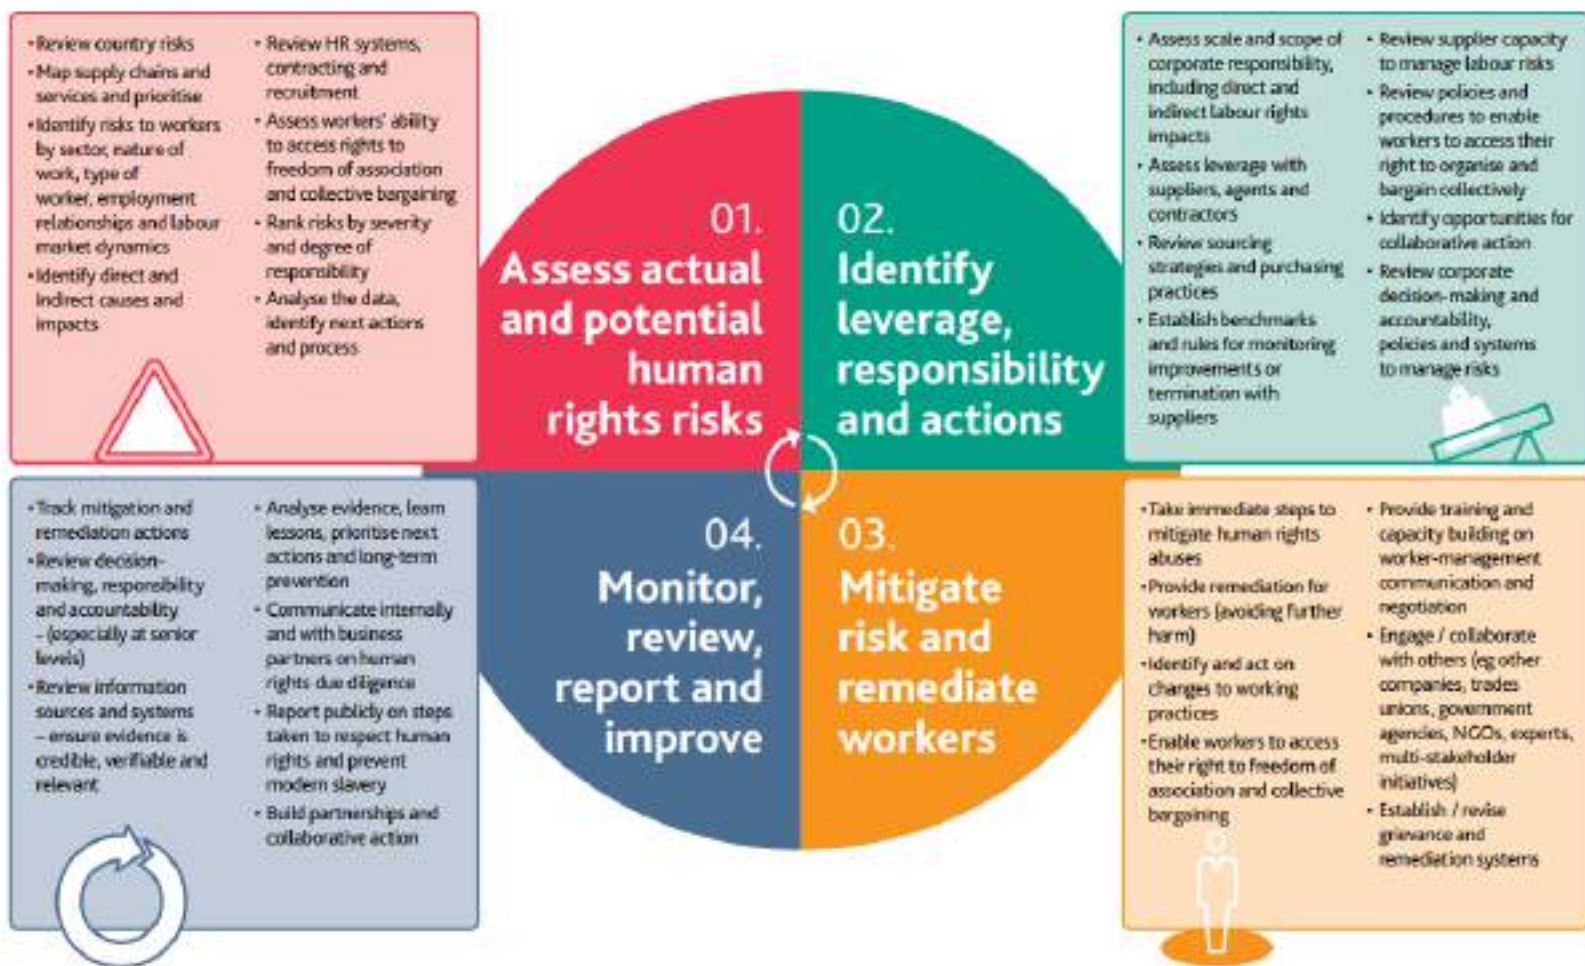 • Review country risks
• Map supply chains and
services and prioritise
• Identify risks to workers
by sector, nature of
work, type of
worker, employment
relationships and labour
market dynamics
• Identify direct and
indirect causes and
impacts
• Review HR systems,
contracting and
recruitment
• Assess workers' ability
to access rights to
freedom of association
and collective bargaining
• Rank risks by severity
and degree of
responsibility
• Analyse the data,
identify next actions
and process
01.
Assess actual
and potential
human
rights risks
02.
Identify
leverage,
responsibility
and actions
• Assess scale and scope of
corporate responsibility,
including direct and
indirect labour rights
impacts
• Assess leverage with
suppliers, agents and
contractors
• Review sourcing
strategies and purchasing
practices
• Establish benchmarks
and rules for monitoring
improvements or
termination with
suppliers
• Review supplier capacity
to manage labour risks
• Review policies and
procedures to enable
workers to access their
right to organise and
bargain collectively
• Identify opportunities for
collaborative action
• Review corporate
decision-making and
accountability,
policies and systems
to manage risks
• Track mitigation and
remediation actions
• Review decision-
making, responsibility
and accountability
– (especially at senior
levels)
• Review information
sources and systems
– ensure evidence is
credible, verifiable and
relevant
• Analyse evidence, learn
lessons, prioritise next
actions and long-term
prevention
• Communicate internally
and with business
partners on human
rights due diligence
• Report publicly on steps
taken to respect human
rights and prevent
modern slavery
• Build partnerships and
collaborative action
04.
Monitor,
review,
report and
improve
03.
Mitigate
risk and
remediate
workers
• Take immediate steps to
mitigate human rights
abuses
• Provide remediation for
workers (avoiding further
harm)
• Identify and act on
changes to working
practices
• Enable workers to access
their right to freedom of
association and collective
bargaining
• Provide training and
capacity building on
worker-management
communication and
negotiation
• Engage / collaborate
with others (eg other
companies, trades
unions, government
agencies, NGOs, experts,
multi-stakeholder
initiatives)
• Establish / revise
grievance and
remediation systems